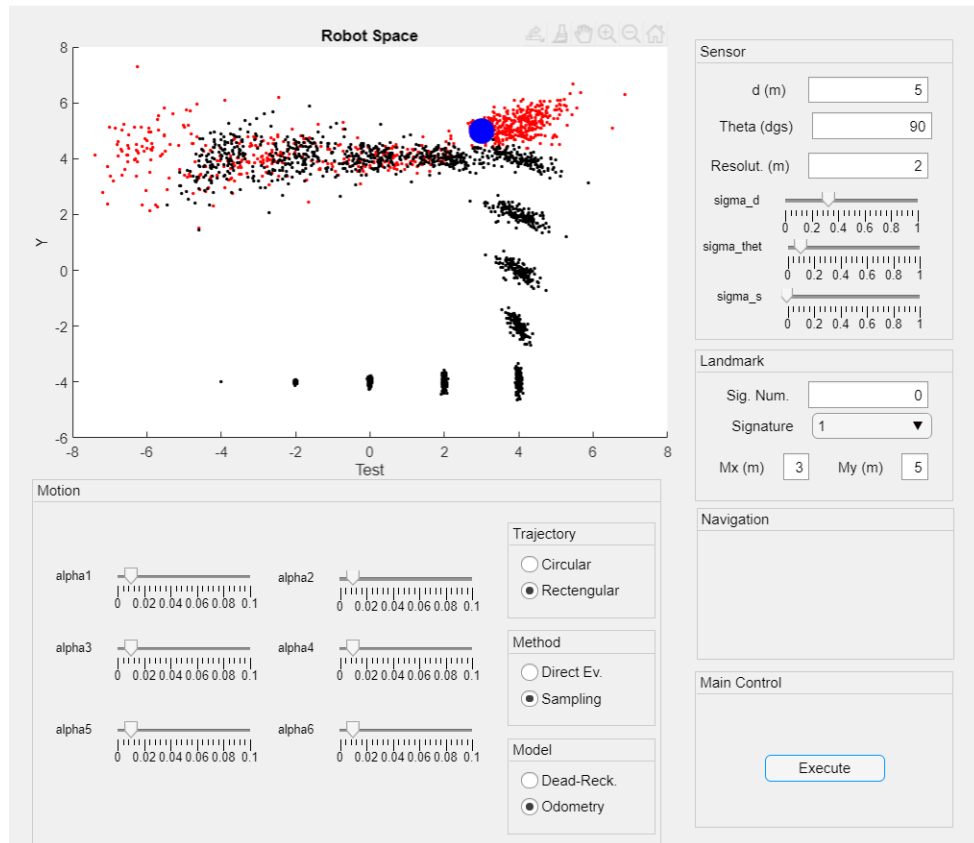 Robot Space
8
6
4
2
0
-2
-4
-6
Y
-8 -6 -4 -2 0 2 4 6 8
Test
Sensor
d (m) 5
Theta (dgs) 90
Resolut. (m) 2
sigma_d
0 0.2 0.4 0.6 0.8 1
sigma_thet
0 0.2 0.4 0.6 0.8 1
sigma_s
0 0.2 0.4 0.6 0.8 1
Landmark
Sig. Num. 0
Signature 1
Mx (m) 3 My (m) 5
Navigation
Main Control
Execute
Motion
alpha1
0 0.02 0.04 0.06 0.08 0.1
alpha2
0 0.02 0.04 0.06 0.08 0.1
alpha3
0 0.02 0.04 0.06 0.08 0.1
alpha4
0 0.02 0.04 0.06 0.08 0.1
alpha5
0 0.02 0.04 0.06 0.08 0.1
alpha6
0 0.02 0.04 0.06 0.08 0.1
Trajectory
Circular
Rectengular
Method
Direct Ev.
Sampling
Model
Dead-Reck.
Odometry